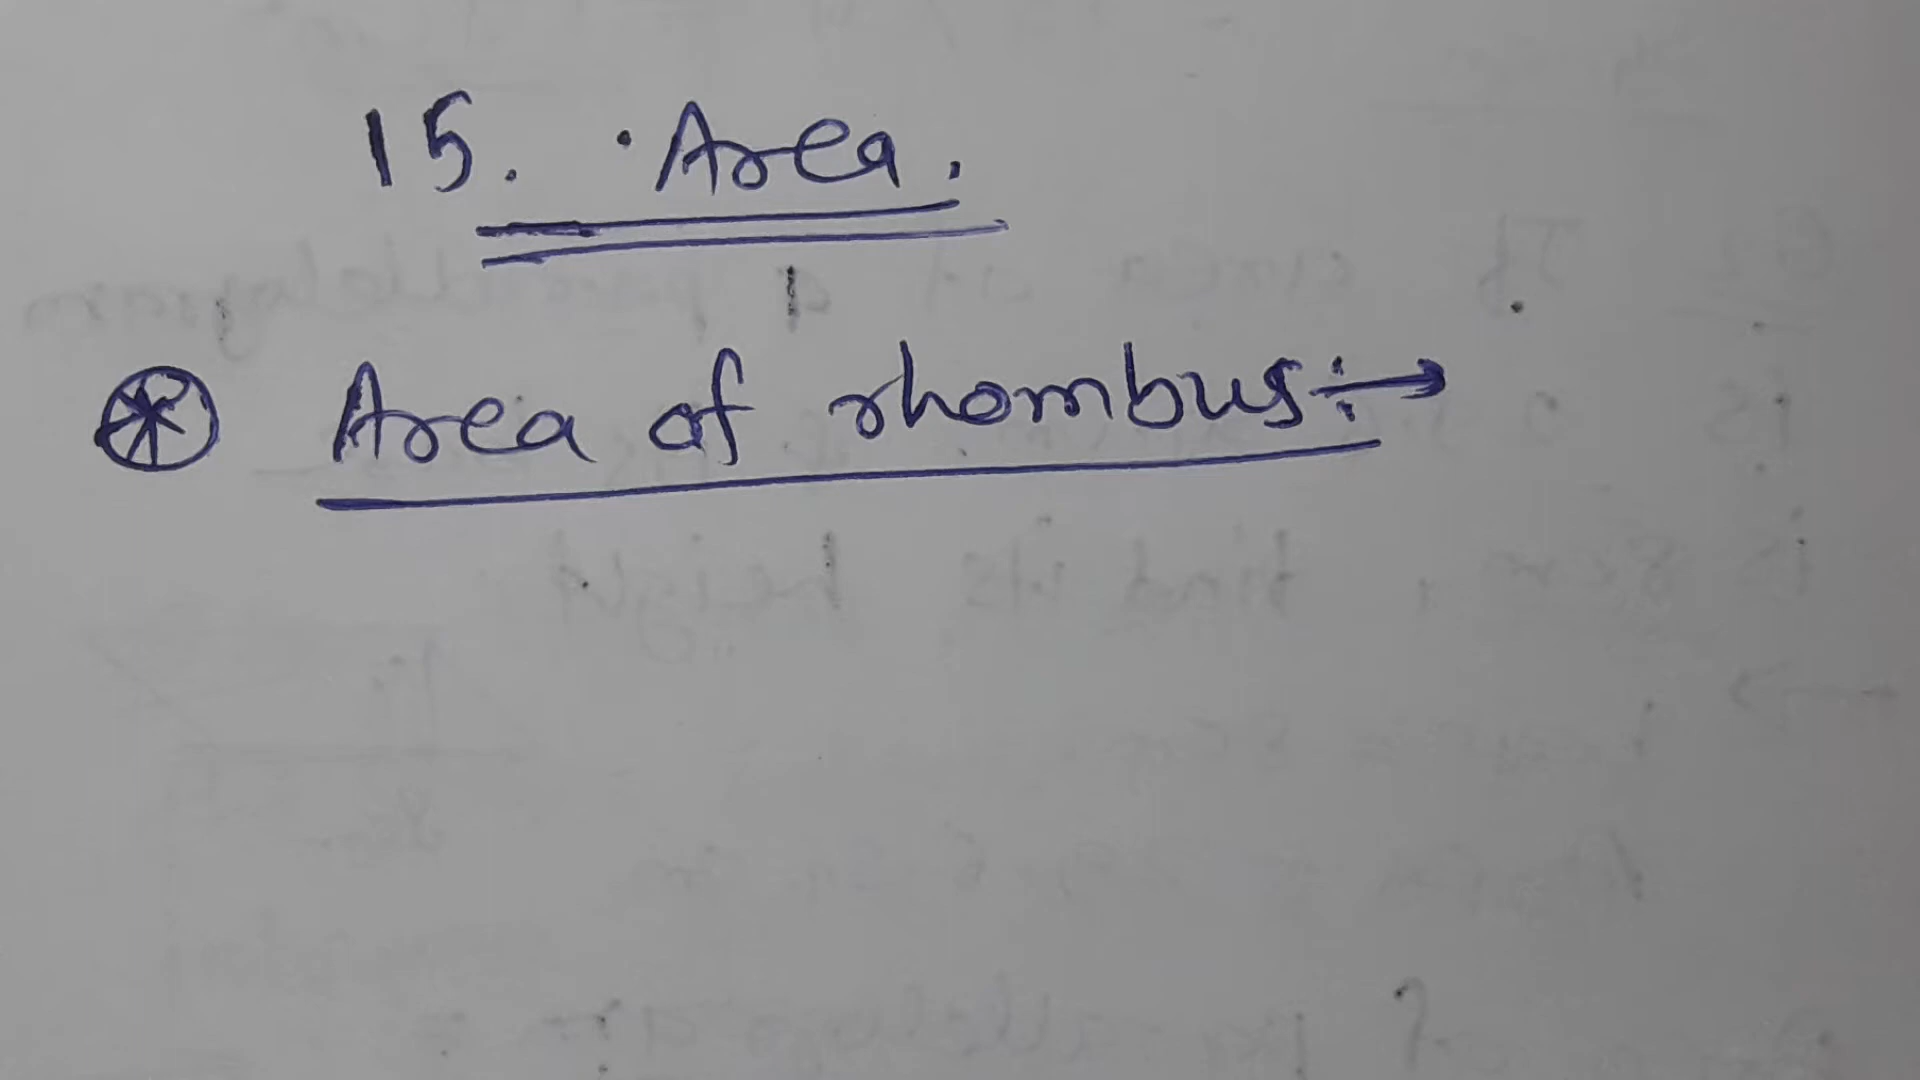 15. Area.
Area of rhombus:→